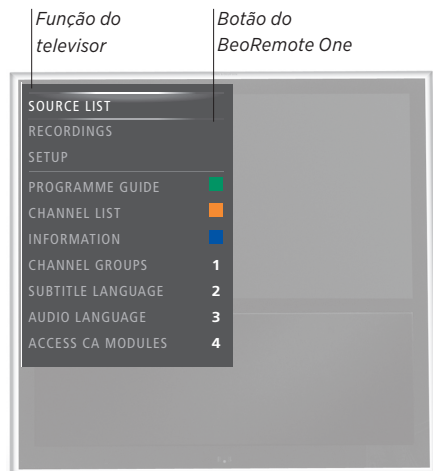 Função do
televisor
Botão do
BeoRemote One
SOURCE LIST
RECORDINGS
SETUP
PROGRAMME GUIDE
CHANNEL LIST
INFORMATION
CHANNEL GROUPS 1
SUBTITLE LANGUAGE 2
AUDIO LANGUAGE 3
ACCESS CA MODULES 4